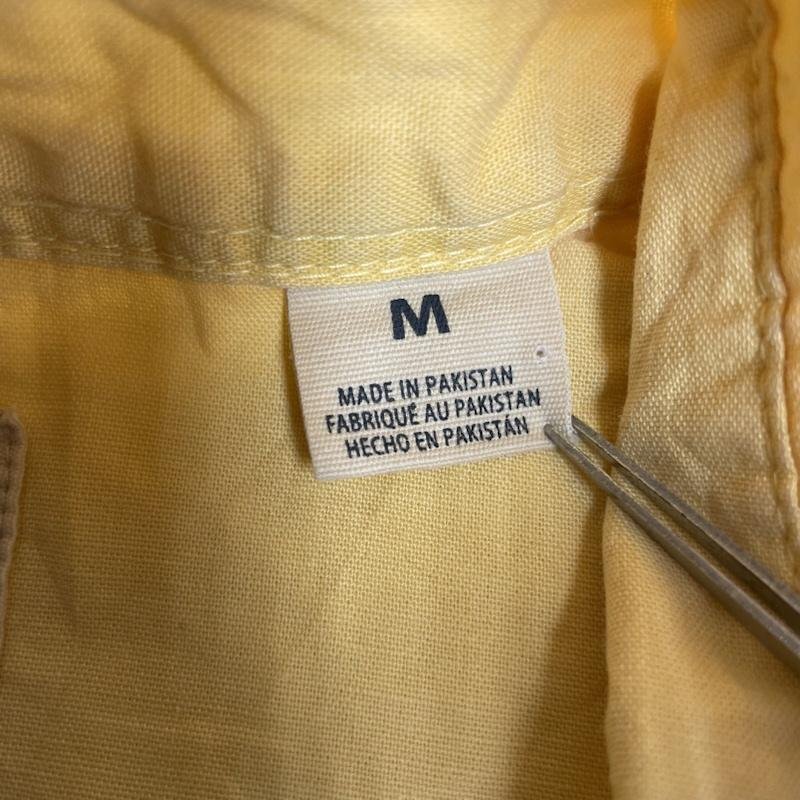 M
MADE IN PAKISTAN
FABRIQUÉ AU PAKISTAN
HECHO EN PAKISTÁN